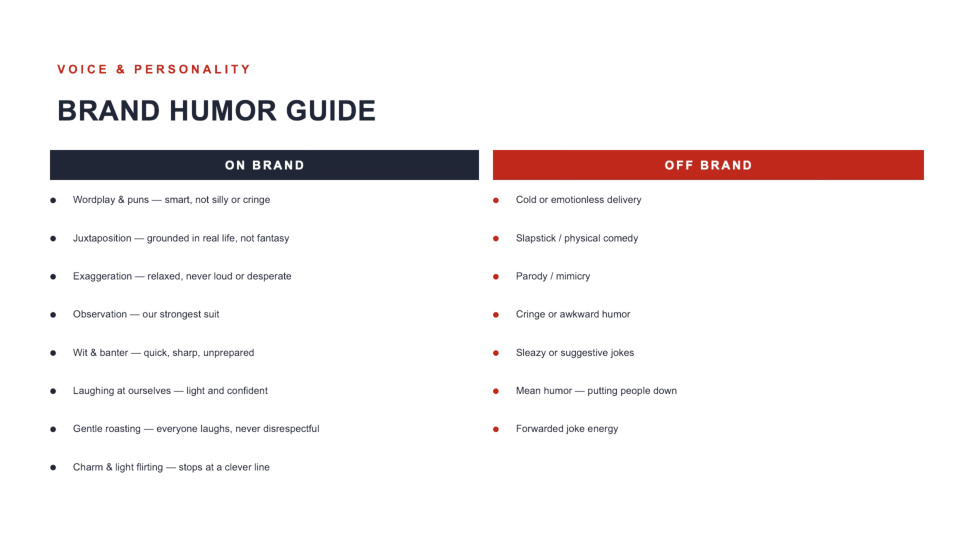 VOICE & PERSONALITY
BRAND HUMOR GUIDE
ON BRAND
Wordplay & puns — smart, not silly or cringe
Juxtaposition — grounded in real life, not fantasy
Exaggeration — relaxed, never loud or desperate
Observation — our strongest suit
Wit & banter — quick, sharp, unprepared
Laughing at ourselves — light and confident
Gentle roasting — everyone laughs, never disrespectful
Charm & light flirting — stops at a clever line
OFF BRAND
Cold or emotionless delivery
Slapstick / physical comedy
Parody / mimicry
Cringe or awkward humor
Sleazy or suggestive jokes
Mean humor — putting people down
Forwarded joke energy